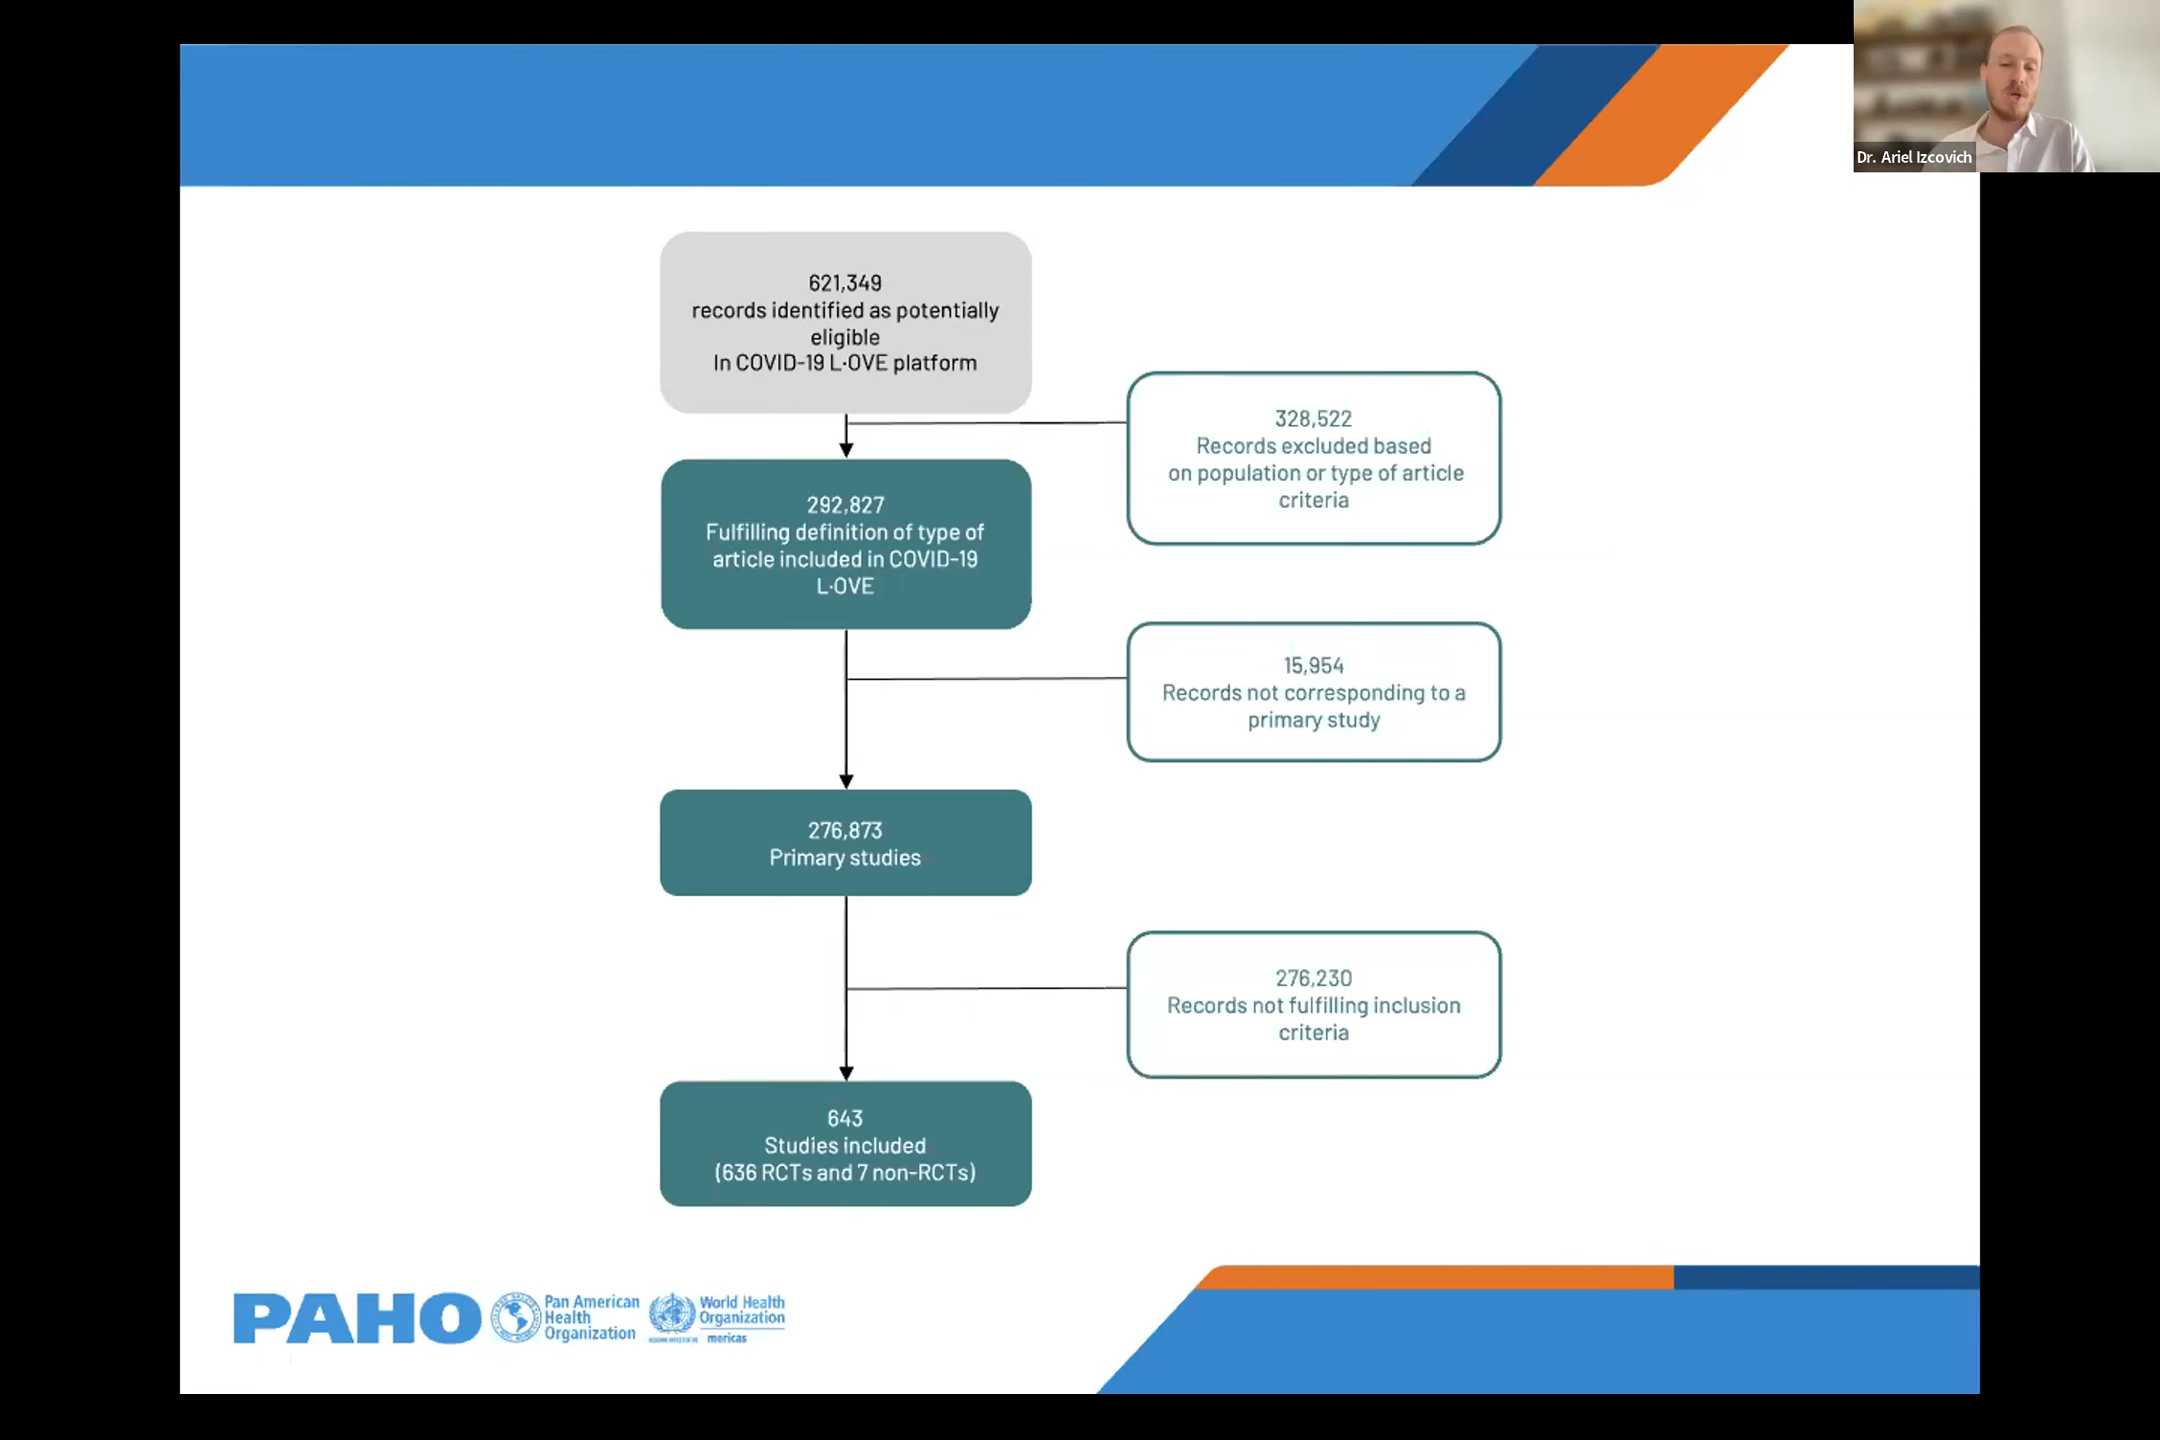 Dr. Ariel Izcovich
621,349
records identified as potentially
eligible
In COVID-19 L·OVE platform
328,522
Records excluded based
on population or type of article
criteria
292,827
Fulfilling definition of type of
article included in COVID-19
L·OVE
15,954
Records not corresponding to a
primary study
276,873
Primary studies
276,230
Records not fulfilling inclusion
criteria
643
Studies included
(636 RCTs and 7 non-RCTs)
PAHO
Pan American
Health
Organization
World Health
Organization
mericas